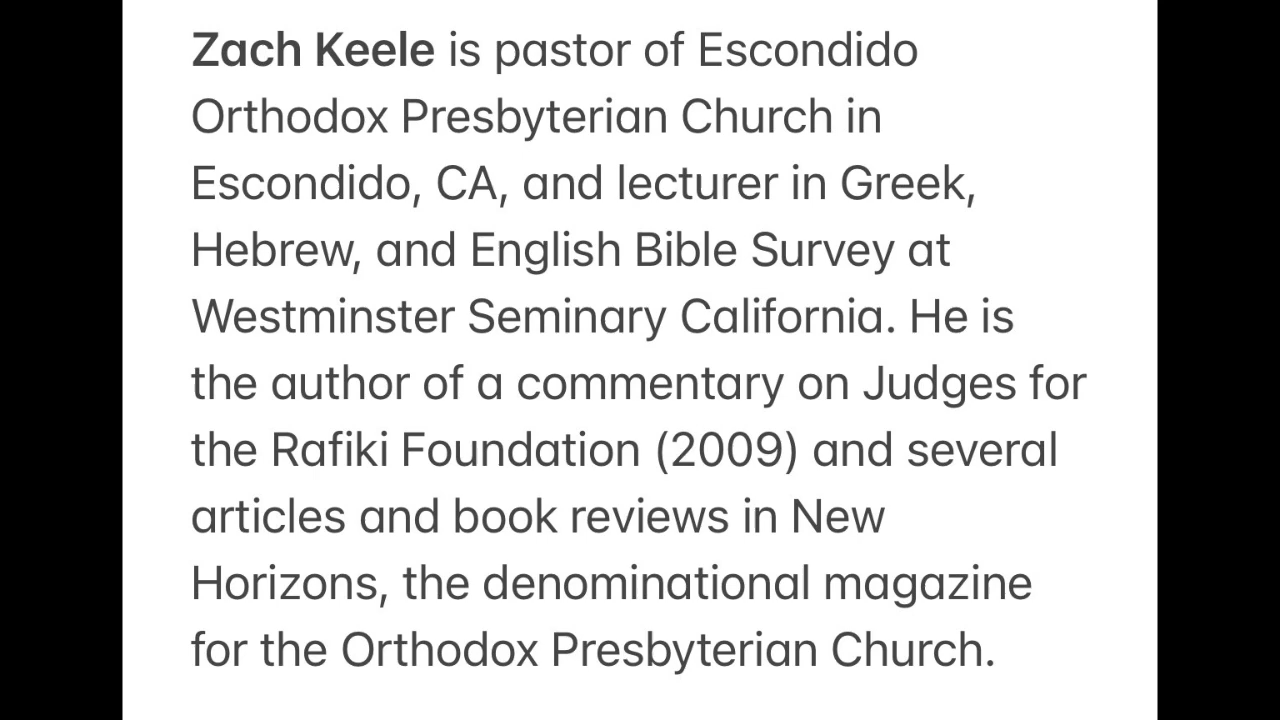 Zach Keele is pastor of Escondido
Orthodox Presbyterian Church in
Escondido, CA, and lecturer in Greek,
Hebrew, and English Bible Survey at
Westminster Seminary California. He is
the author of a commentary on Judges for
the Rafiki Foundation (2009) and several
articles and book reviews in New
Horizons, the denominational magazine
for the Orthodox Presbyterian Church.